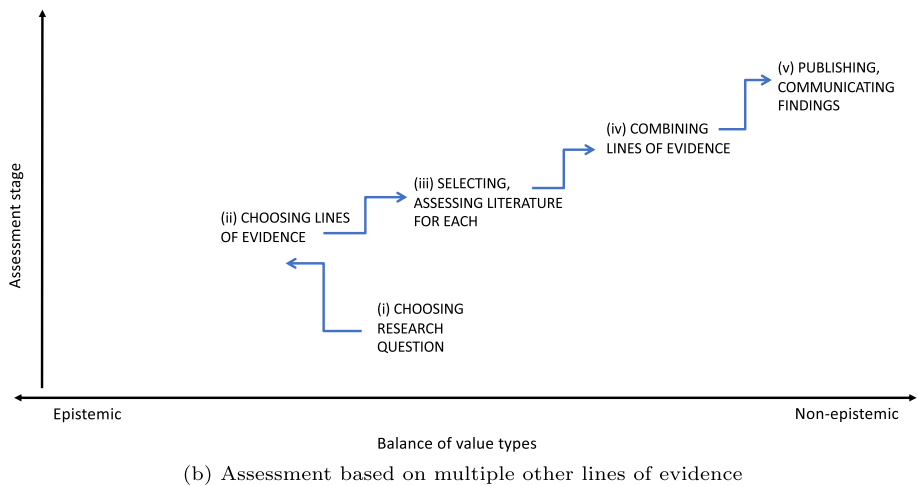 (v) PUBLISHING,
COMMUNICATING
FINDINGS
(iv) COMBINING
LINES OF EVIDENCE
(iii) SELECTING,
ASSESSING LITERATURE
FOR EACH
(ii) CHOOSING LINES
OF EVIDENCE
(i) CHOOSING
RESEARCH
QUESTION
Assessment stage
Epistemic
Non-epistemic
Balance of value types
(b) Assessment based on multiple other lines of evidence